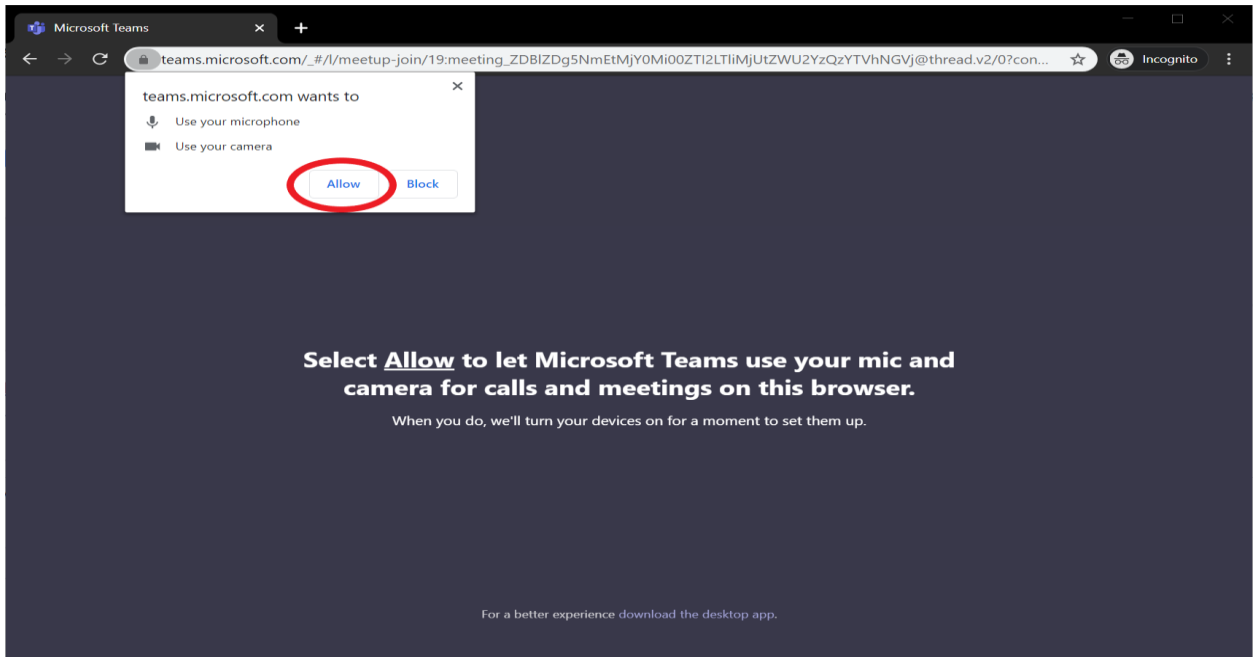 Microsoft Teams
teams.microsoft.com/_#/l/meetup-join/19:meeting_ZDBlZDg5NmEtMjY0Mi00ZTI2LTliMjUtZWU2YzQzYTVhNGVj@thread.v2/0?con...
Incognito
teams.microsoft.com wants to
Use your microphone
Use your camera
Allow Block
Select Allow to let Microsoft Teams use your mic and
camera for calls and meetings on this browser.
When you do, we'll turn your devices on for a moment to set them up.
For a better experience download the desktop app.